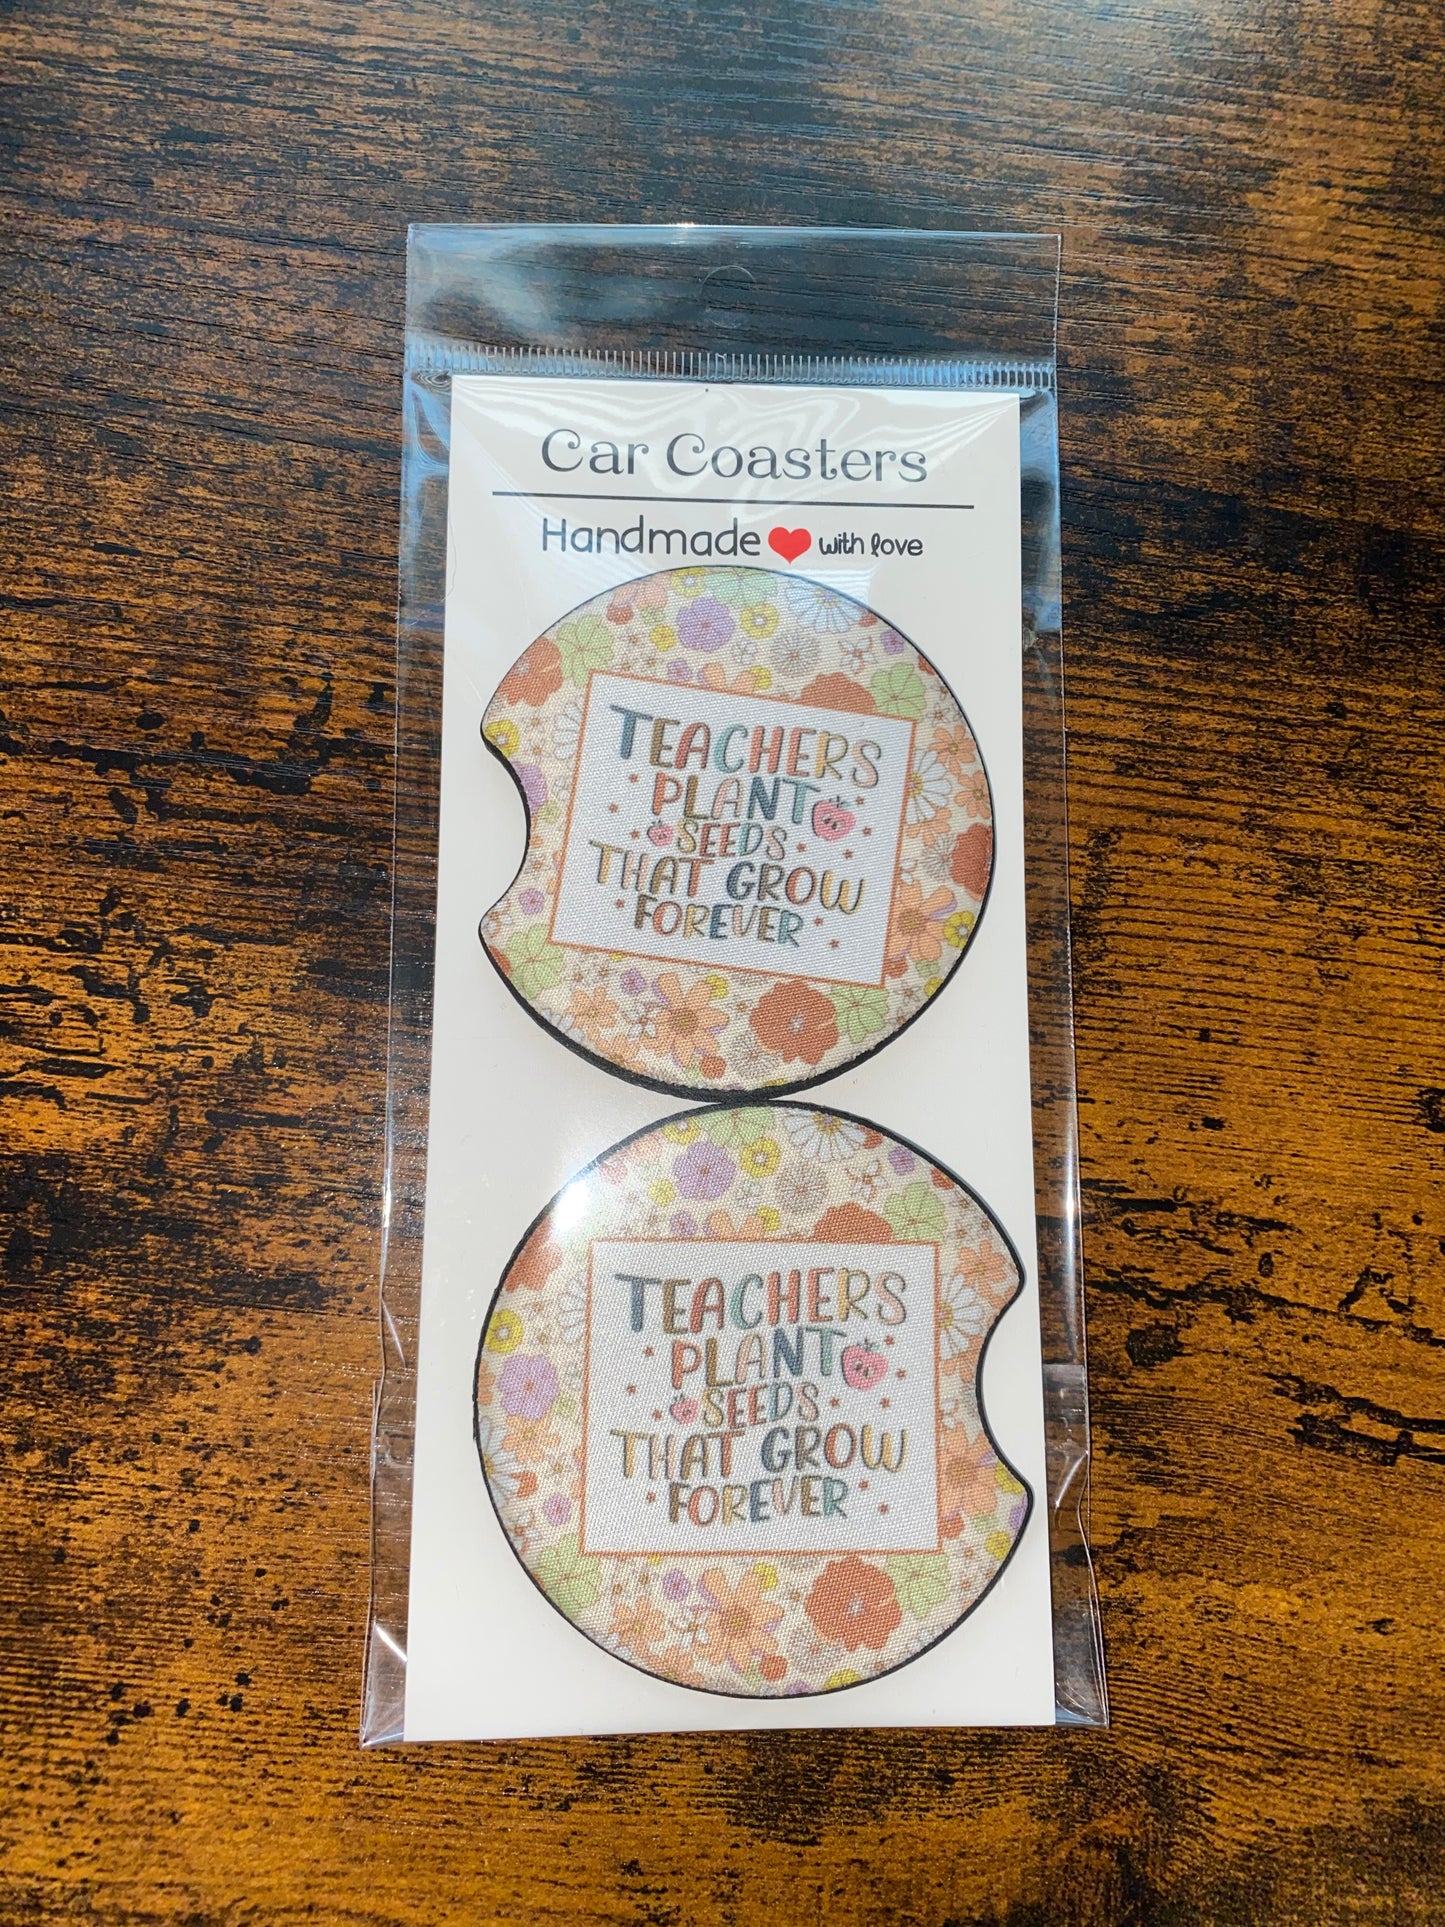 Car Coasters
Handmade with love
TEACHERS
PLANT
SEEDS
THAT GROW
FOREVER
TEACHERS
PLANT
SEEDS
THAT GROW
FOREVER